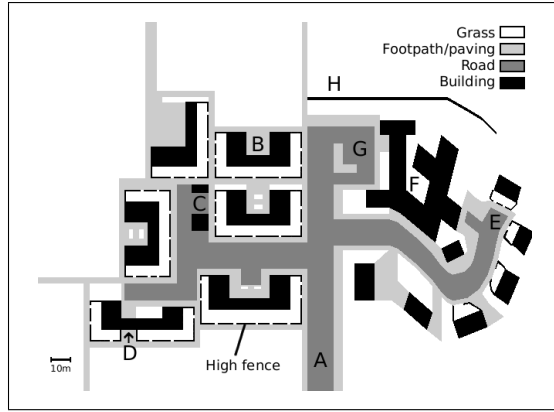 Grass
Footpath/paving
Road
Building
H
B
G
F
C
E
D
High fence
A
10m